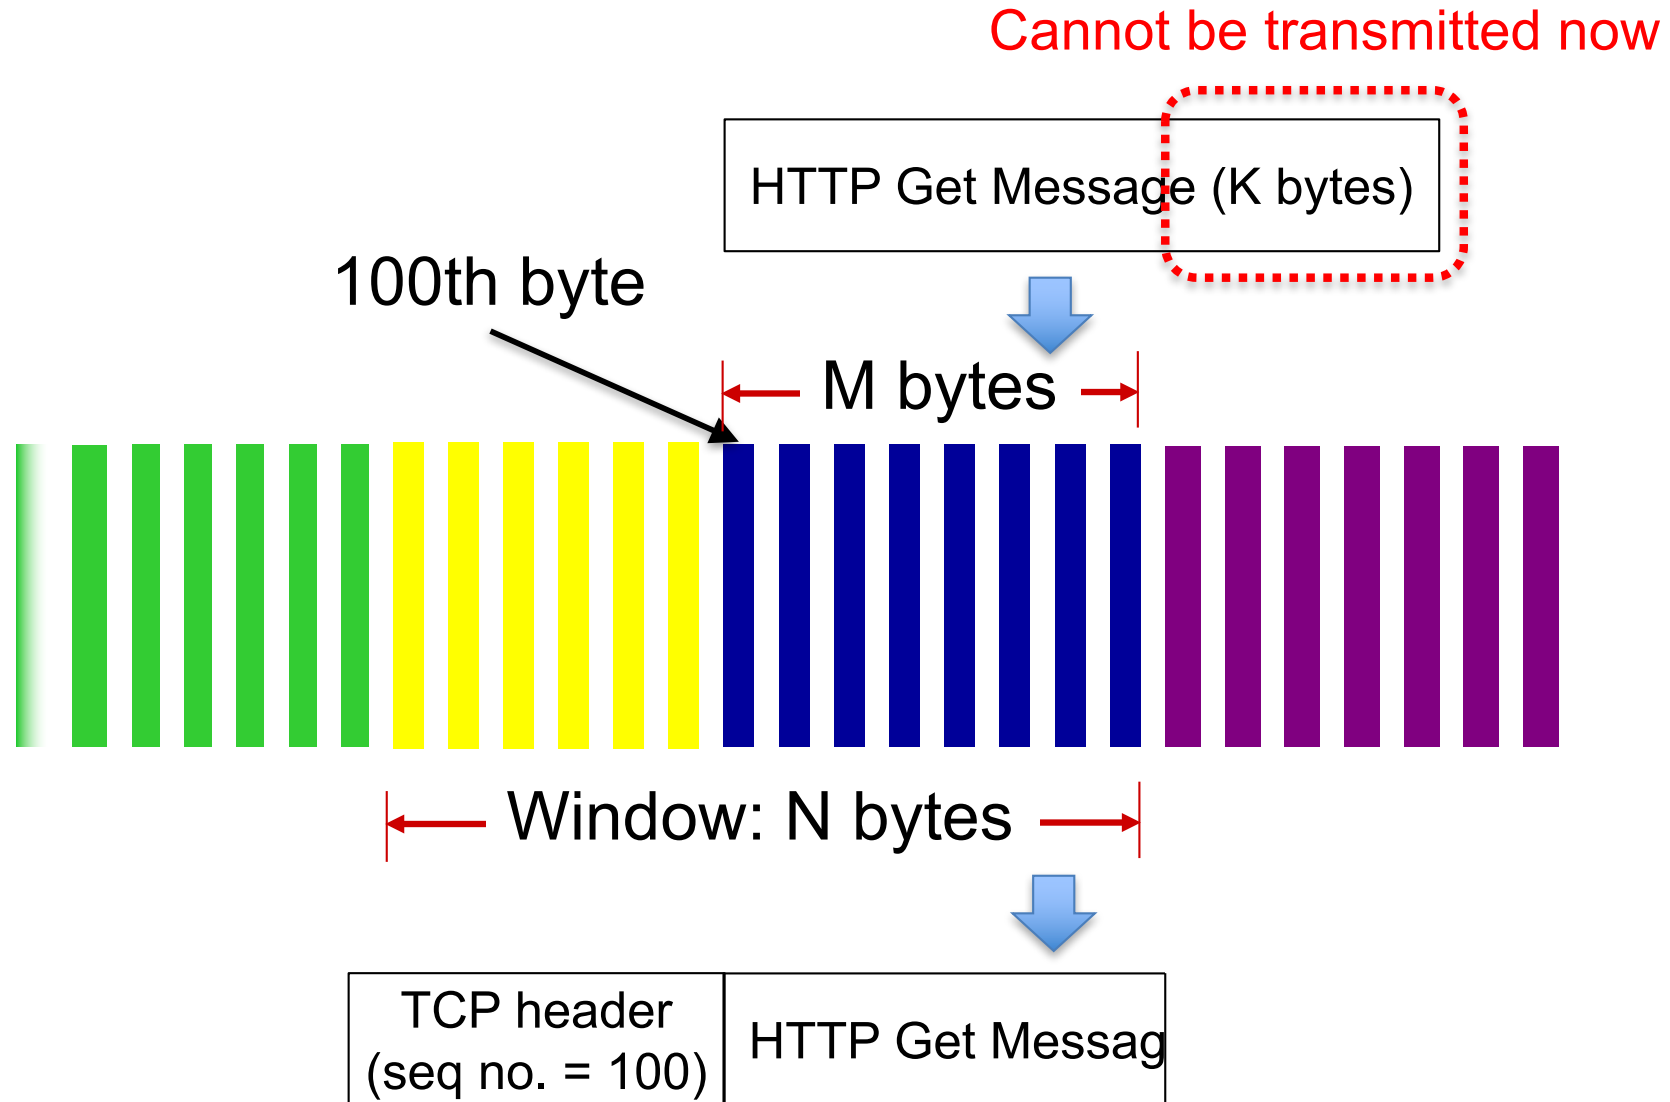 Cannot be transmitted now
HTTP Get Message (K bytes)
100th byte
M bytes
Window: N bytes
TCP header
(seq no. = 100)
HTTP Get Messag